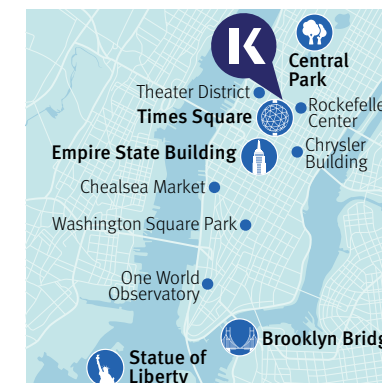 K
Central
Park
Theater District
Times Square
Rockefelle
Center
Empire State Building
Chrysler
Building
Chealsea Market
Washington Square Park
One World
Observatory
Brooklyn Bridg
Statue of
Liberty